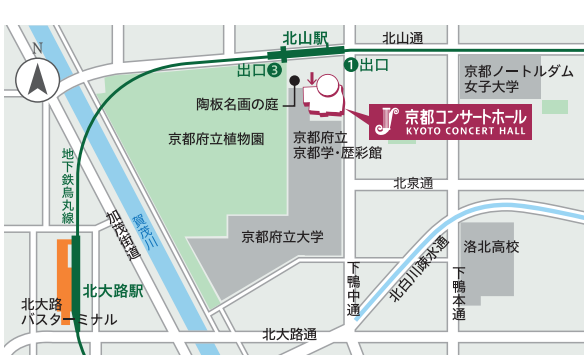 N
北山駅
北山通
出口3
1出口
京都ノートルダム
女子大学
陶板名画の庭
京都コンサートホール
KYOTO CONCERT HALL
京都府立植物園
京都府立
京都学・歴彩館
地下鉄烏丸線
北泉通
加茂街道
賀茂川
京都府立大学
洛北高校
北白川疎水通
下鴨中通
下鴨本通
北大路駅
北大路
バスターミナル
北大路通